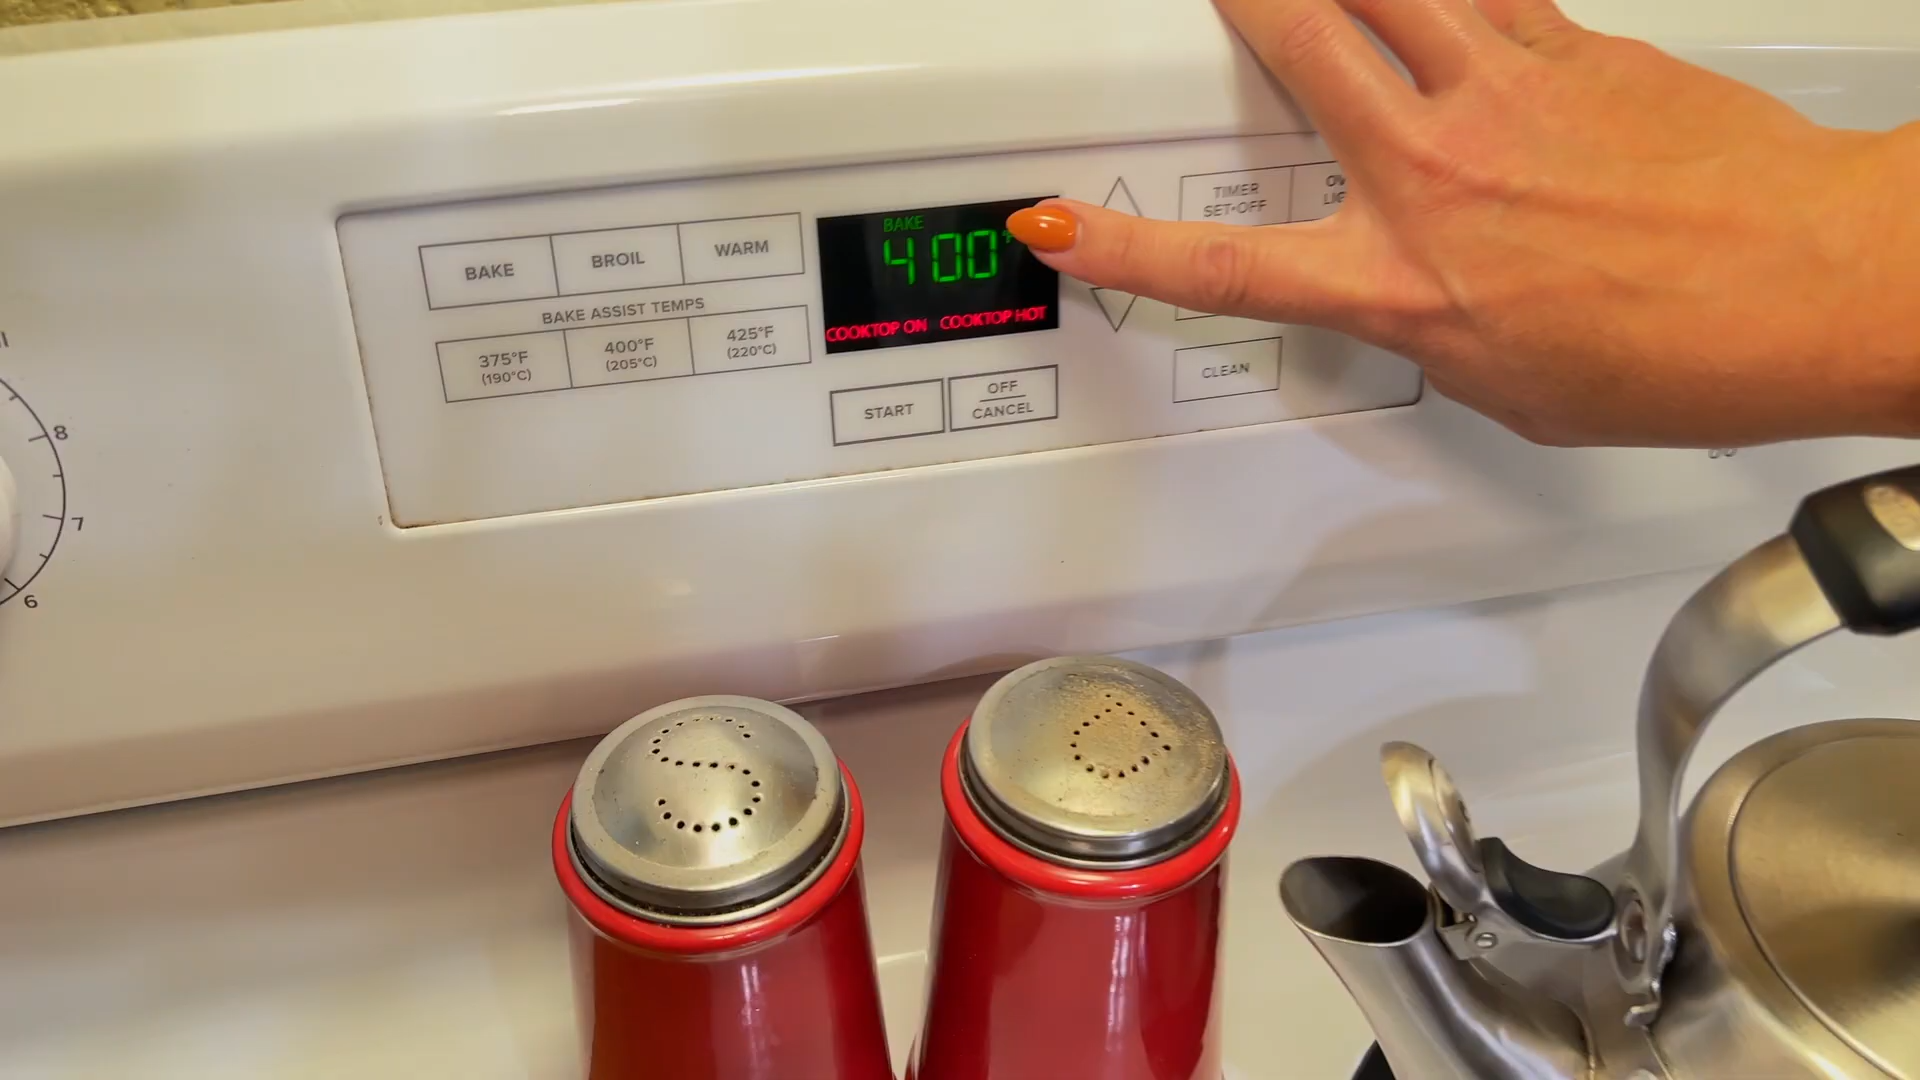 BAKE
BROIL
WARM
BAKE ASSIST TEMPS
375°F
(190°C)
400°F
(205°C)
425°F
(220°C)
BAKE
400°
COOKTOP ON COOKTOP HOT
START
OFF
CANCEL
TIMER
SET•OFF
CLEAN
8
7
6
S